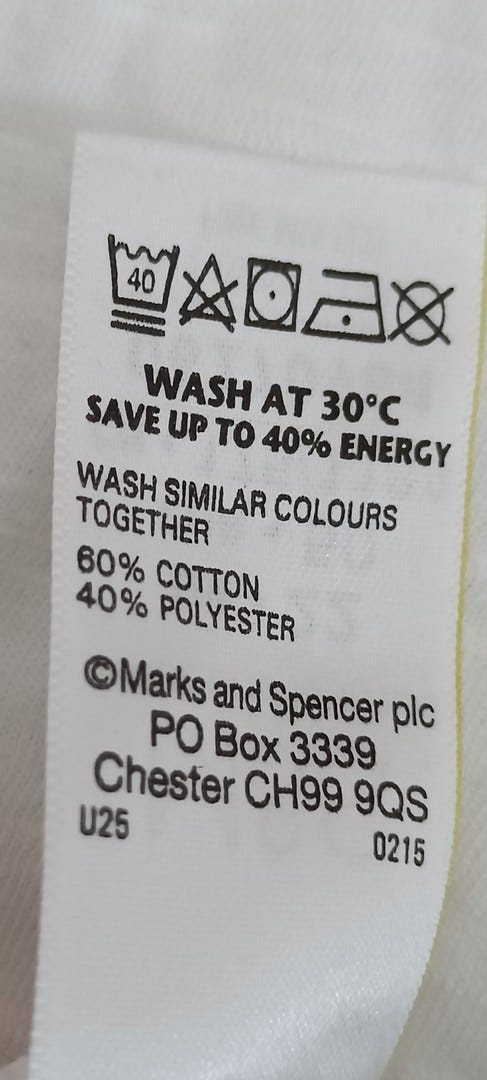 40
WASH AT 30°C
SAVE UP TO 40% ENERGY
WASH SIMILAR COLOURS
TOGETHER
60% COTTON
40% POLYESTER
©Marks and Spencer plc
PO Box 3339
Chester CH99 9QS
U25 0215